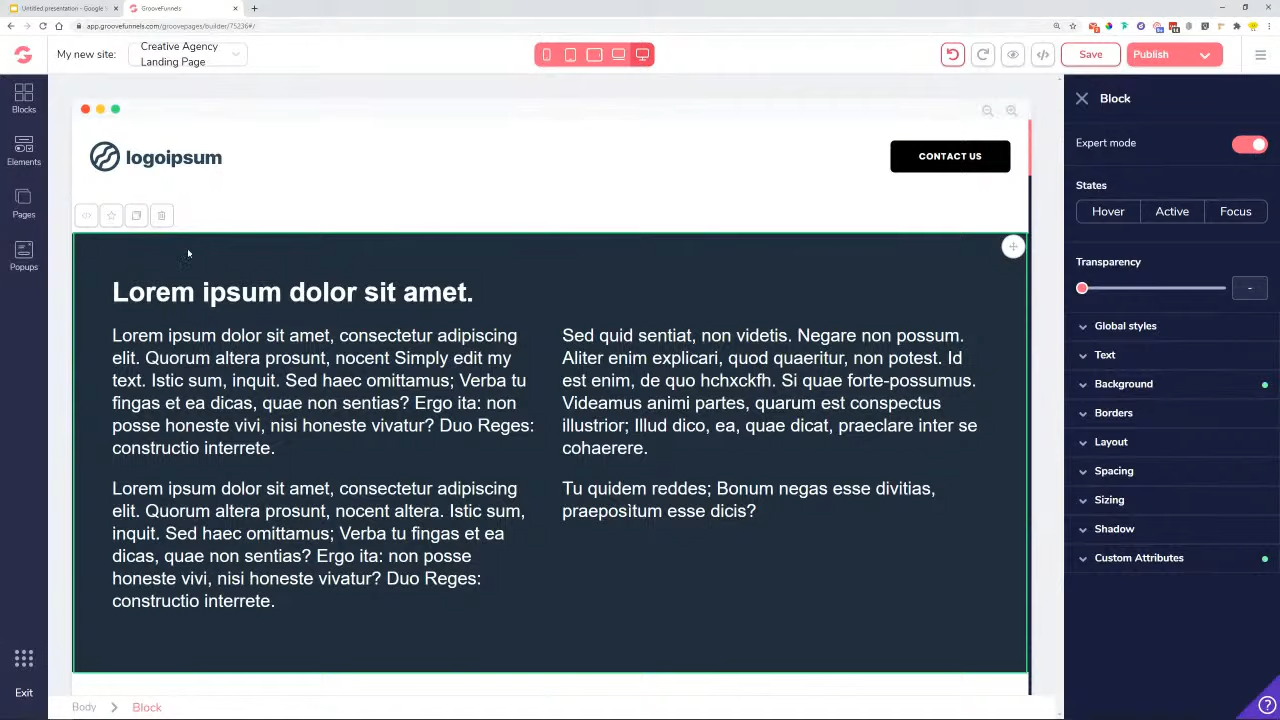 Untitled presentation - Google
GrooveFunnels
app.groovefunnels.com/groovepages/builder/75236#/
My new site:
Creative Agency
Landing Page
Save
Publish
Blocks
Elements
Pages
Popups
Exit
logoipsum
CONTACT US
Lorem ipsum dolor sit amet.
Lorem ipsum dolor sit amet, consectetur adipiscing
elit. Quorum altera prosunt, nocent Simply edit my
text. Istic sum, inquit. Sed haec omittamus; Verba tu
fingas et ea dicas, quae non sentias? Ergo ita: non
posse honeste vivi, nisi honeste vivatur? Duo Reges:
constructio interrete.
Lorem ipsum dolor sit amet, consectetur adipiscing
elit. Quorum altera prosunt, nocent altera. Istic sum,
inquit. Sed haec omittamus; Verba tu fingas et ea
dicas, quae non sentias? Ergo ita: non posse
honeste vivi, nisi honeste vivatur? Duo Reges:
constructio interrete.
Sed quid sentiat, non videtis. Negare non possum.
Aliter enim explicari, quod quaeritur, non potest. Id
est enim, de quo hchxckfh. Si quae forte-possumus.
Videamus animi partes, quarum est conspectus
illustrior; Illud dico, ea, quae dicat, praeclare inter se
cohaerere.
Tu quidem reddes; Bonum negas esse divitias,
praepositum esse dicis?
Body
Block
Block
Expert mode
States
Hover
Active
Focus
Transparency
-
Global styles
Text
Background
Borders
Layout
Spacing
Sizing
Shadow
Custom Attributes